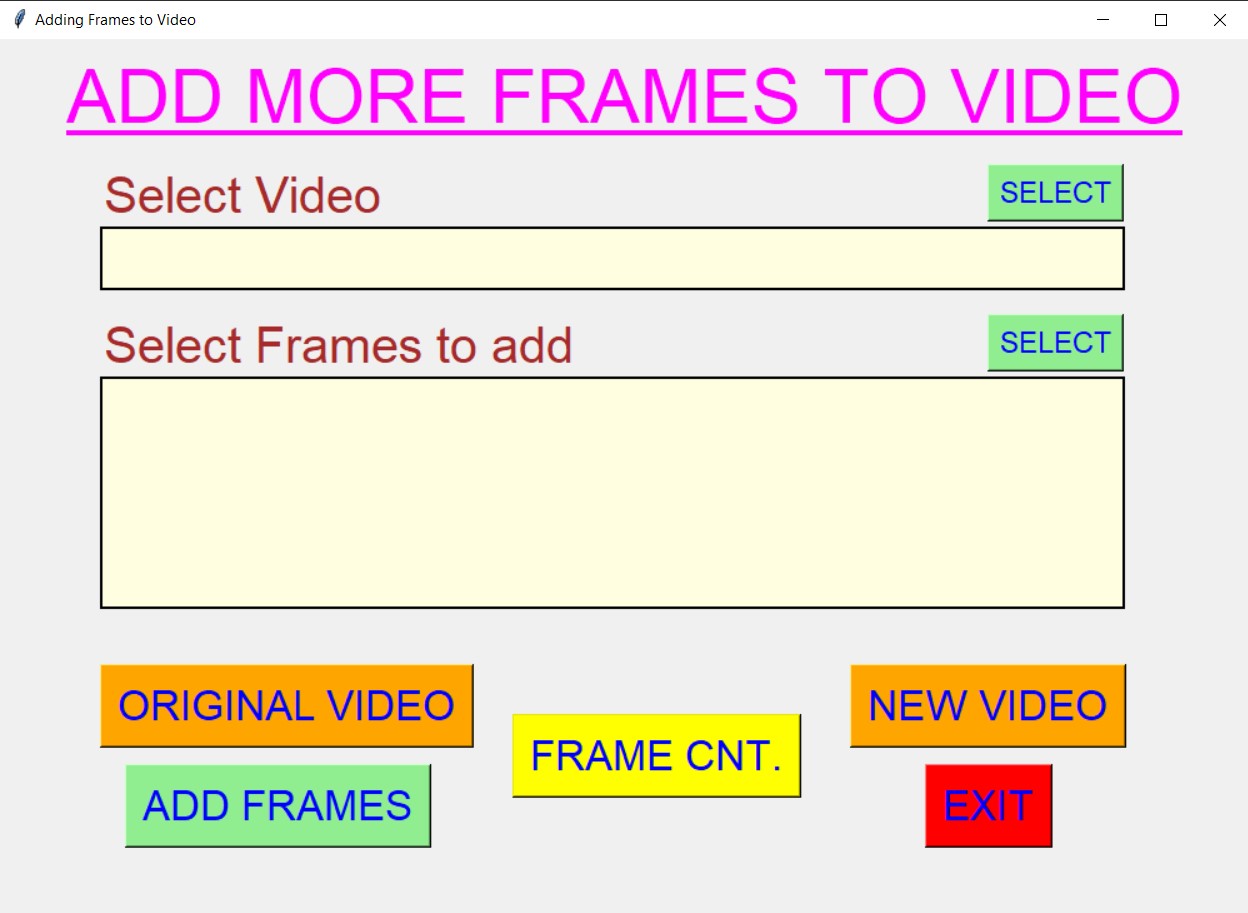 Adding Frames to Video
ADD MORE FRAMES TO VIDEO
Select Video
SELECT
Select Frames to add
SELECT
ORIGINAL VIDEO
NEW VIDEO
FRAME CNT.
ADD FRAMES
EXIT